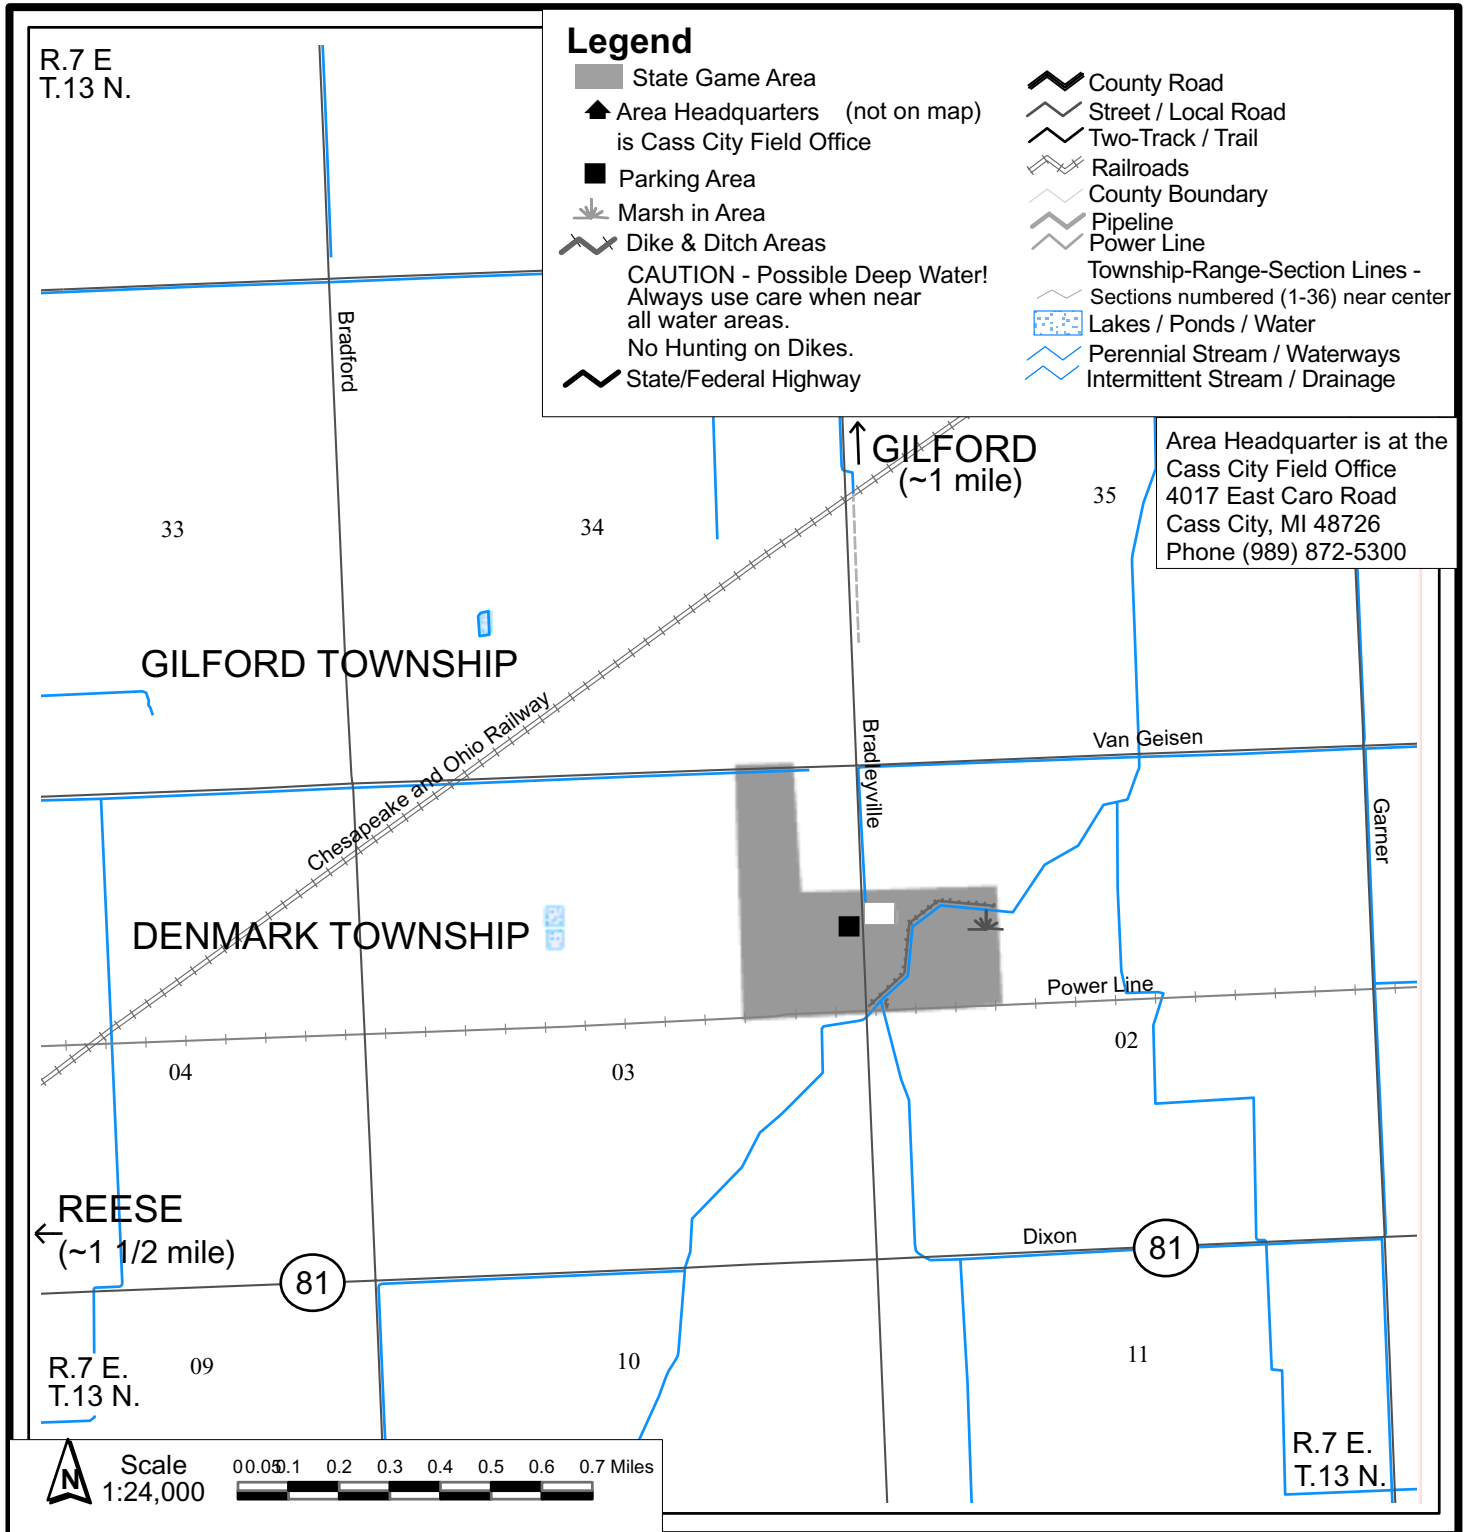 R.7 E
T.13 N.
Legend
State Game Area
Area Headquarters (not on map)
is Cass City Field Office
Parking Area
Marsh in Area
Dike & Ditch Areas
CAUTION - Possible Deep Water!
Always use care when near
all water areas.
No Hunting on Dikes.
State/Federal Highway
County Road
Street / Local Road
Two-Track / Trail
Railroads
County Boundary
Pipeline
Power Line
Township-Range-Section Lines -
Sections numbered (1-36) near center
Lakes / Ponds / Water
Perennial Stream / Waterways
Intermittent Stream / Drainage
Area Headquarter is at the
Cass City Field Office
4017 East Caro Road
Cass City, MI 48726
Phone (989) 872-5300
Bradford
GILFORD
(~1 mile)
33
34
35
GILFORD TOWNSHIP
Chesapeake and Ohio Railway
Bradleyville
Van Geisen
Garner
DENMARK TOWNSHIP
Power Line
04
03
02
REESE
(~1 1/2 mile)
81
Dixon
81
09
10
11
R.7 E.
T.13 N.
R.7 E.
T.13 N.
N
Scale
1:24,000
0 0.05 0.1 0.2 0.3 0.4 0.5 0.6 0.7 Miles